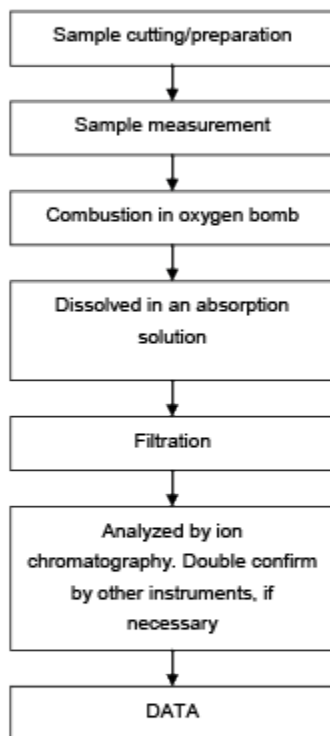 Sample cutting/preparation
Sample measurement
Combustion in oxygen bomb
Dissolved in an absorption
solution
Filtration
Analyzed by ion
chromatography. Double confirm
by other instruments, if
necessary
DATA